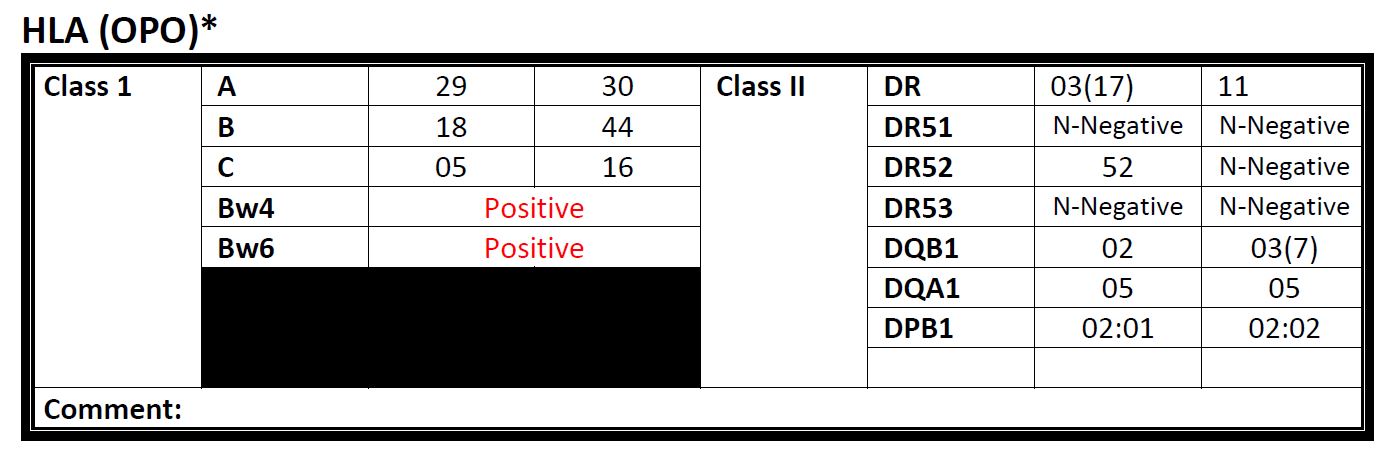 HLA (OPO)*
Class 1 A 29 30 Class II DR 03(17) 11
B 18 44 DR51 N-Negative N-Negative
C 05 16 DR52 52 N-Negative
Bw4 Positive DR53 N-Negative N-Negative
Bw6 Positive DQB1 02 03(7)
DQA1 05 05
DPB1 02:01 02:02
Comment: